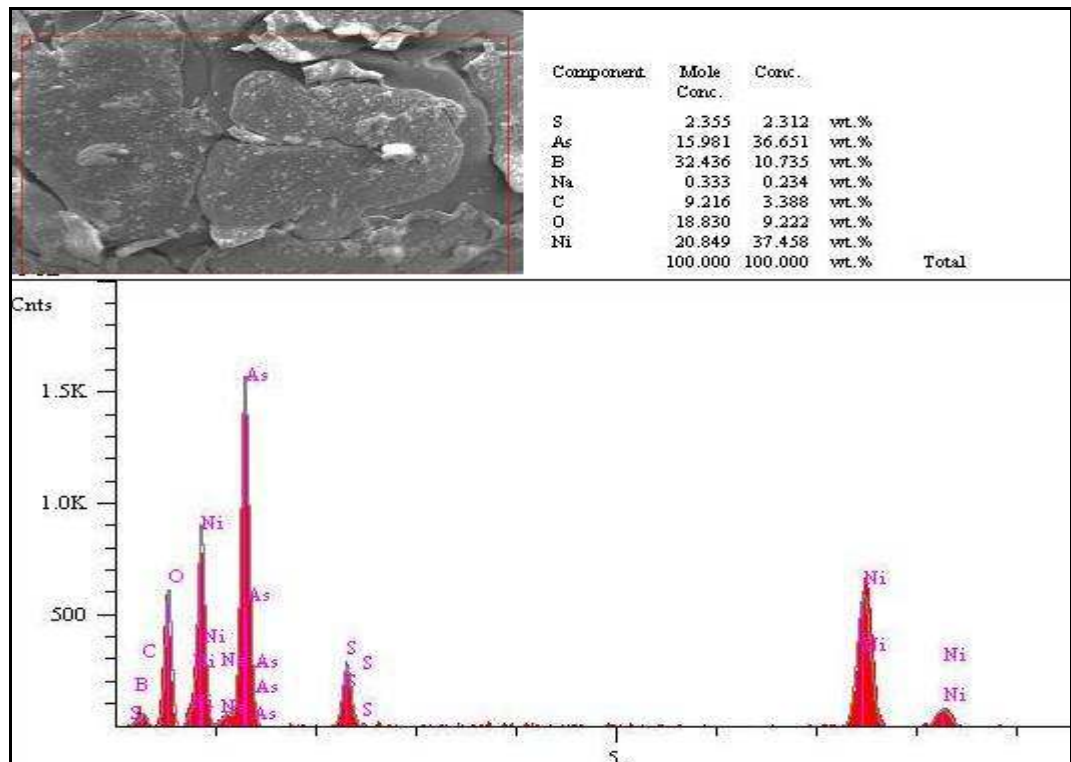 Component Mole Conc.
Conc.
S 2.355 2.312 wt.%
As 15.981 36.651 wt.%
B 32.436 10.735 wt.%
Na 0.333 0.234 wt.%
C 9.216 3.388 wt.%
O 18.830 9.222 wt.%
Ni 20.849 37.458 wt.%
100.000 100.000 wt.% Total
Cnts
As
1.5K
1.0K
Ni
O
Ni
As
500
Ni
C
S
Ni
Ni
As
S
Ni
B
As
S
Ni
S
As
S
5